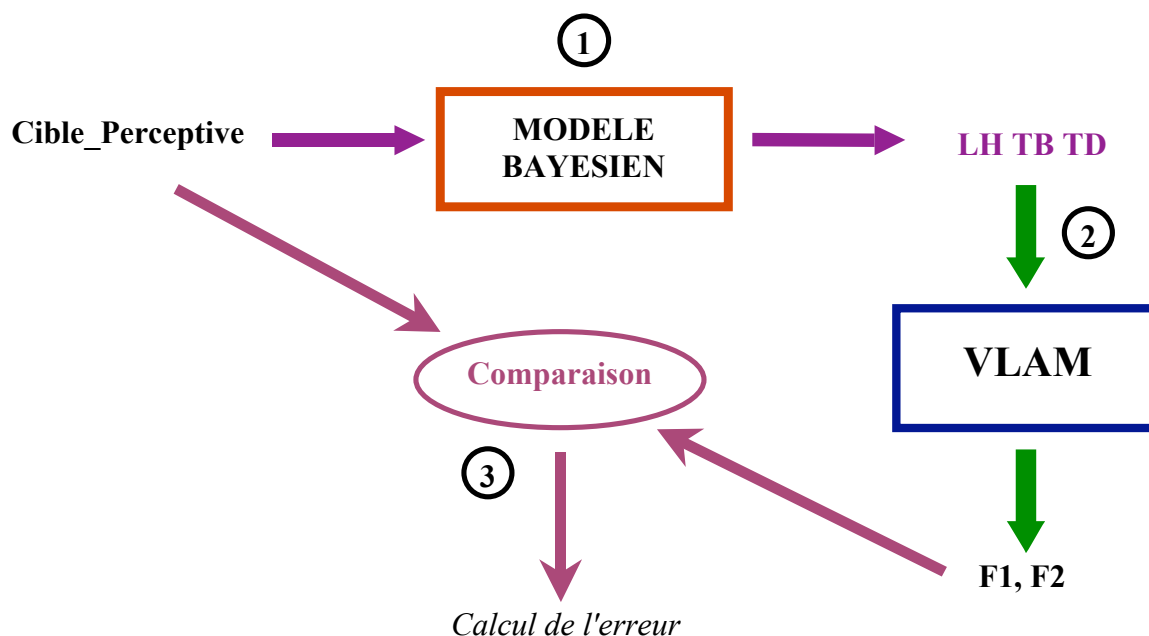 1
Cible_Perceptive
MODELE
BAYESIEN
LH TB TD
2
VLAM
Comparaison
3
F1, F2
Calcul de l'erreur